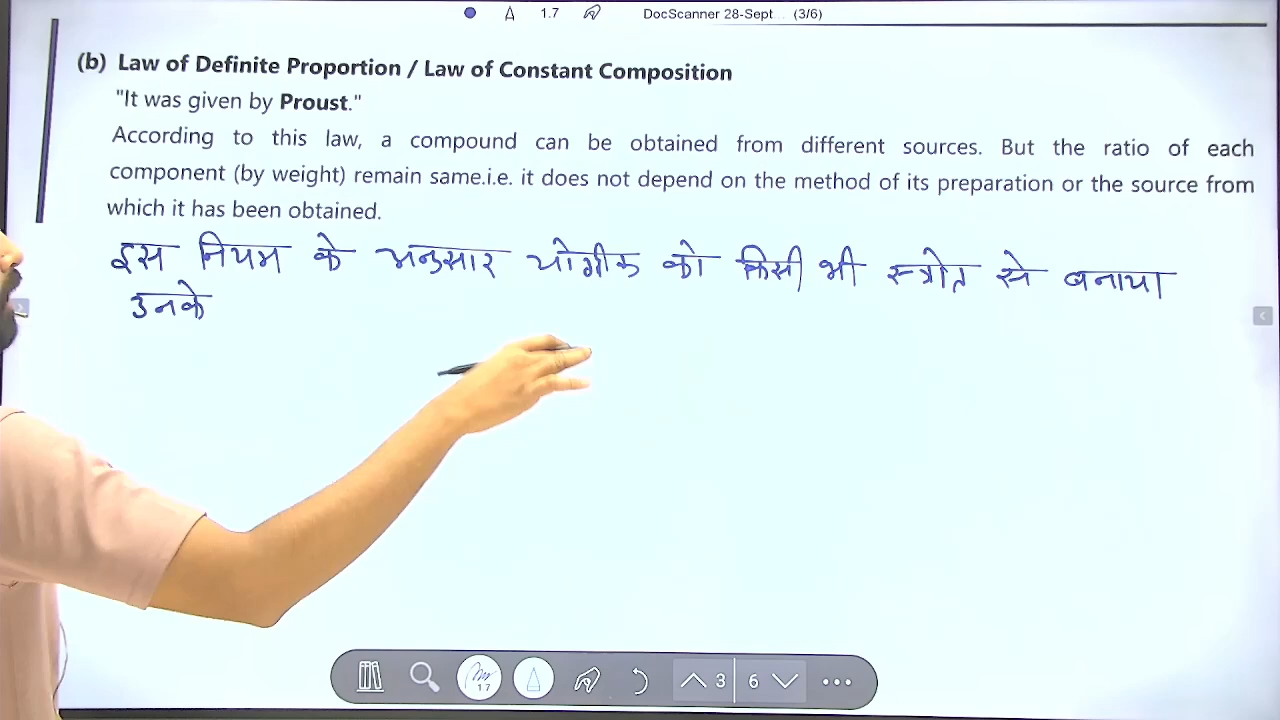 1.7 DocScanner 28-Sept... (3/6)
(b) Law of Definite Proportion / Law of Constant Composition
"It was given by Proust."
According to this law, a compound can be obtained from different sources. But the ratio of each
component (by weight) remain same.i.e. it does not depend on the method of its preparation or the source from
which it has been obtained.
इस नियम के अनुसार योगीक को किसी भी स्त्रोत से बनाया
उनके
17
3 6